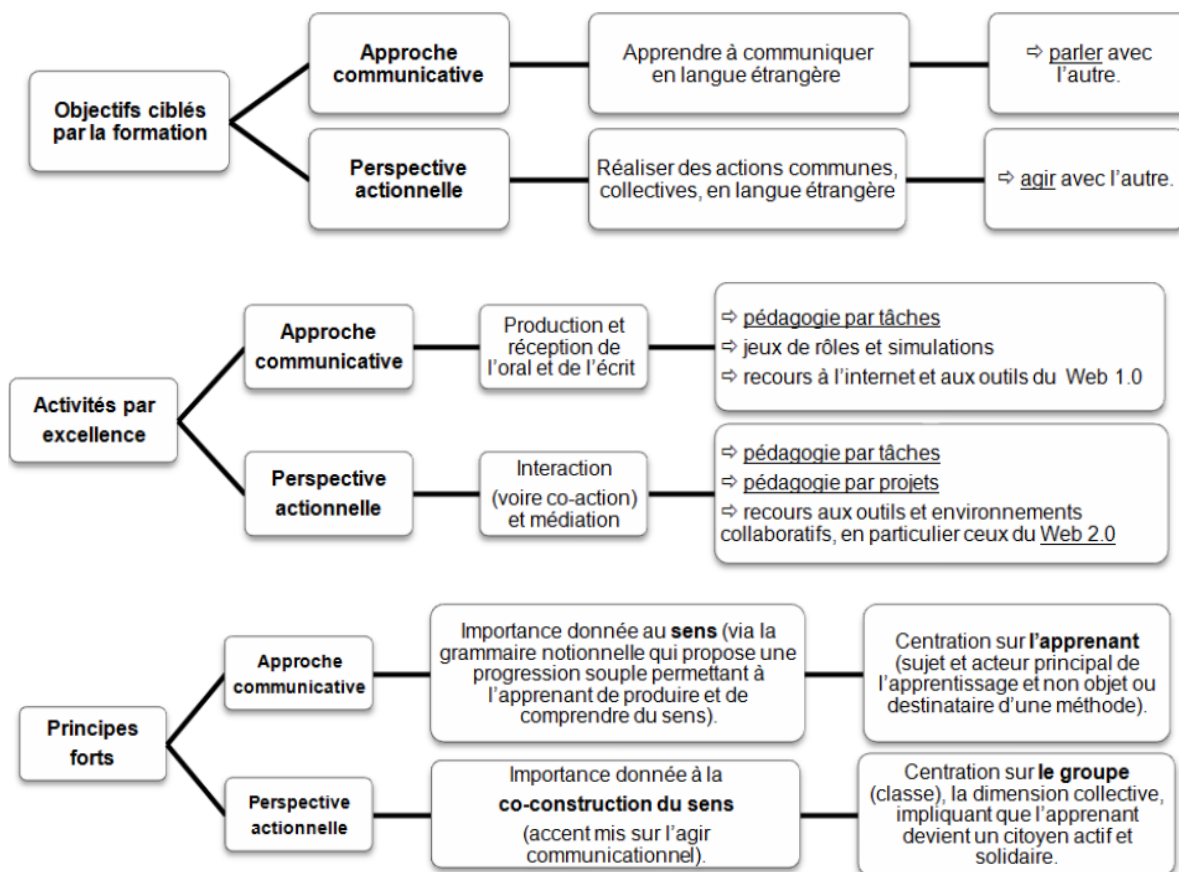 Objectifs ciblés
par la formation
Approche
communicative
Apprendre à communiquer
en langue étrangère
⇨ parler avec
l'autre.
Perspective
actionnelle
Réaliser des actions communes,
collectives, en langue étrangère
⇨ agir avec l'autre.
Activités par
excellence
Approche
communicative
Production et
réception de
l'oral et de l'écrit
⇨ pédagogie par tâches
⇨ jeux de rôles et simulations
⇨ recours à l'internet et aux outils du Web 1.0
Perspective
actionnelle
Interaction
(voire co-action)
et médiation
⇨ pédagogie par tâches
⇨ pédagogie par projets
⇨ recours aux outils et environnements
collaboratifs, en particulier ceux du Web 2.0
Principes
forts
Approche
communicative
Importance donnée au sens (via la
grammaire notionnelle qui propose une
progression souple permettant à
l'apprenant de produire et de
comprendre du sens).
Centration sur l'apprenant
(sujet et acteur principal de
l'apprentissage et non objet ou
destinataire d'une méthode).
Perspective
actionnelle
Importance donnée à la
co-construction du sens
(accent mis sur l'agir
communicationnel).
Centration sur le groupe
(classe), la dimension collective,
impliquant que l'apprenant
devient un citoyen actif et
solidaire.